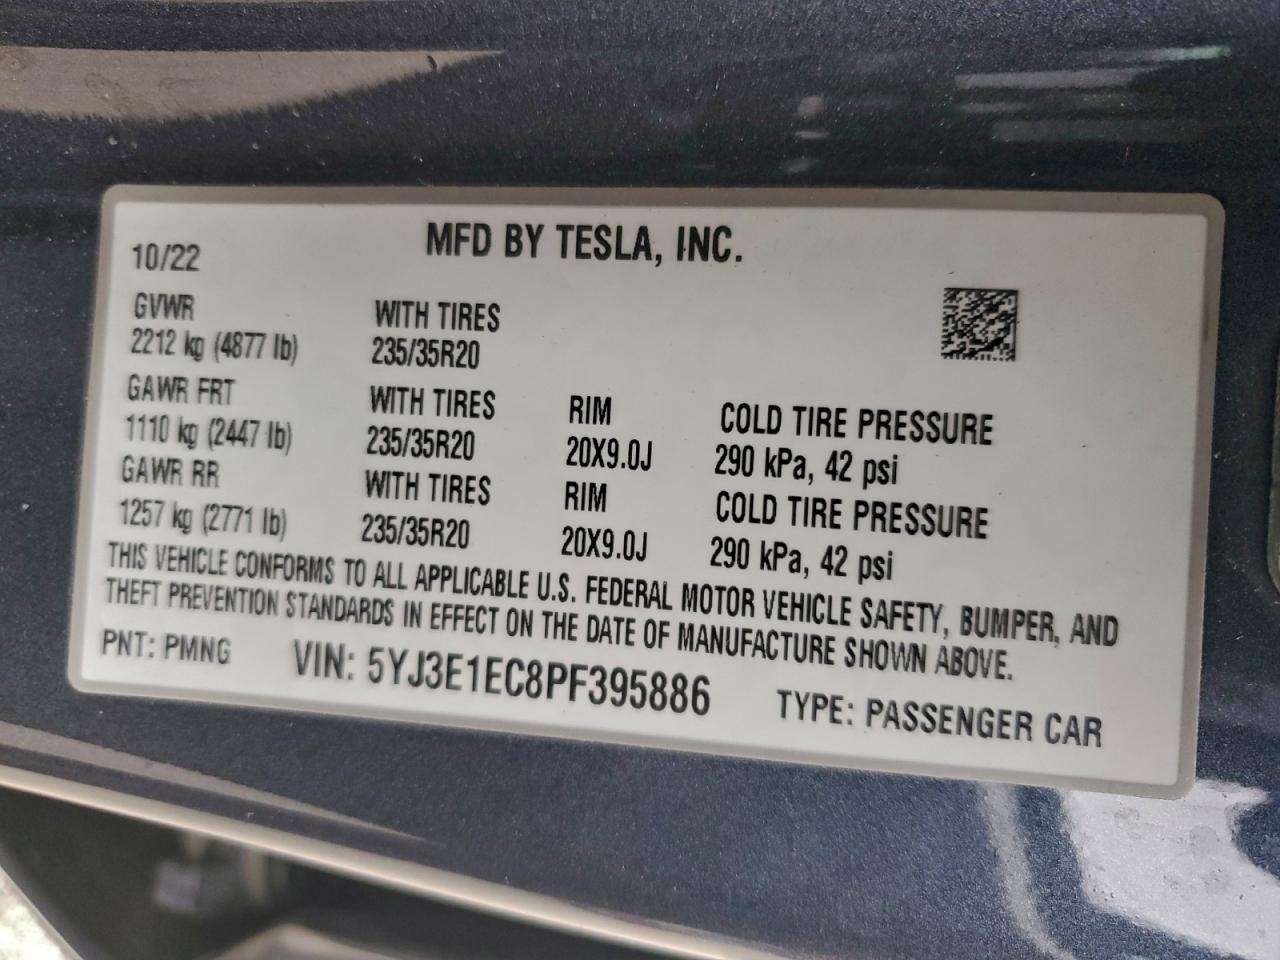 MFD BY TESLA, INC.
10/22
GVWR
2212 kg (4877 lb)
WITH TIRES
235/35R20
GAWR FRT
1110 kg (2447 lb)
WITH TIRES
235/35R20
RIM
20X9.0J
COLD TIRE PRESSURE
290 kPa, 42 psi
GAWR RR
1257 kg (2771 lb)
WITH TIRES
235/35R20
RIM
20X9.0J
COLD TIRE PRESSURE
290 kPa, 42 psi
THIS VEHICLE CONFORMS TO ALL APPLICABLE U.S. FEDERAL MOTOR VEHICLE SAFETY, BUMPER, AND
THEFT PREVENTION STANDARDS IN EFFECT ON THE DATE OF MANUFACTURE SHOWN ABOVE.
PNT: PMNG VIN: 5YJ3E1EC8PF395886 TYPE: PASSENGER CAR